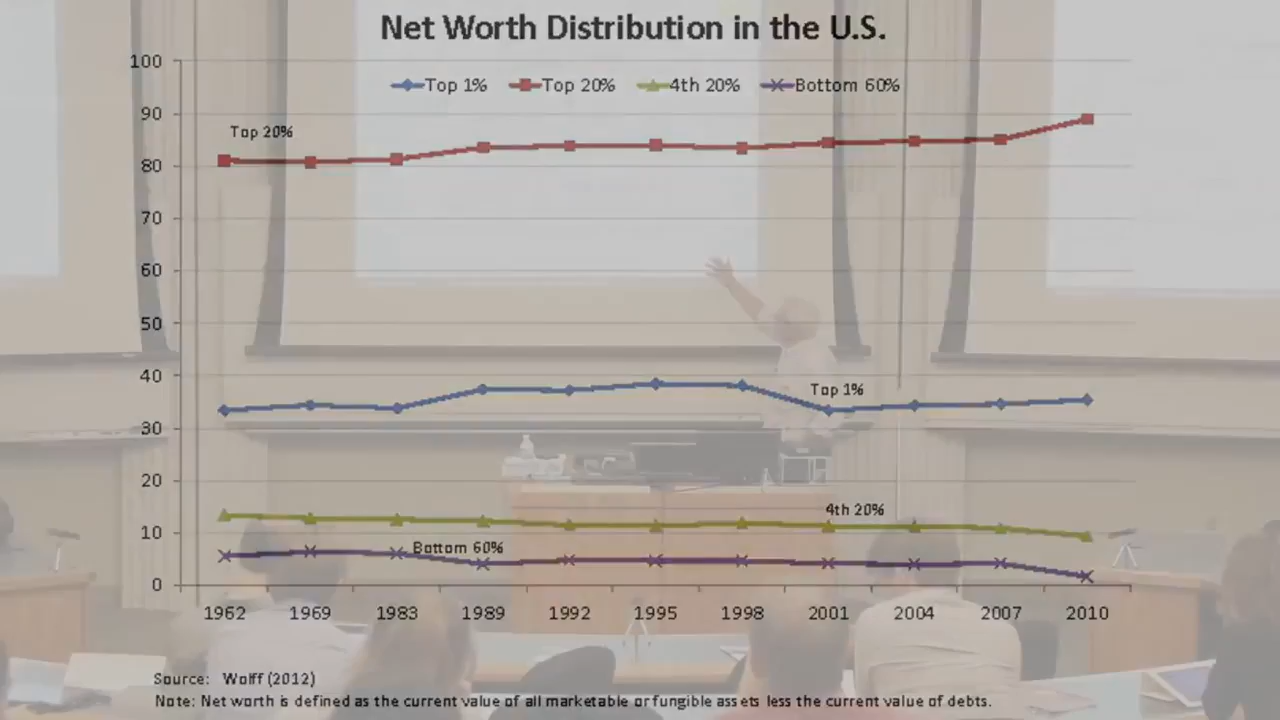 Net Worth Distribution in the U.S.
100
Top 1% Top 20% 4th 20% Bottom 60%
90
Top 20%
80
70
60
50
40
Top 1%
30
20
4th 20%
10
Bottom 60%
0
1962 1969 1983 1989 1992 1995 1998 2001 2004 2007 2010
Source: Wolff (2012)
Note: Net worth is defined as the current value of all marketable or fungible assets less the current value of debts.